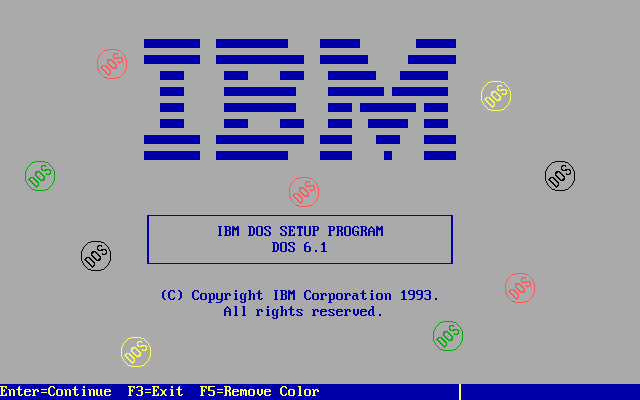 IBM
DOS
DOS
DOS
DOS
DOS
IBM DOS SETUP PROGRAM
DOS 6.1
DOS
DOS
(C) Copyright IBM Corporation 1993.
All rights reserved.
DOS
DOS
Enter=Continue  F3=Exit  F5=Remove Color